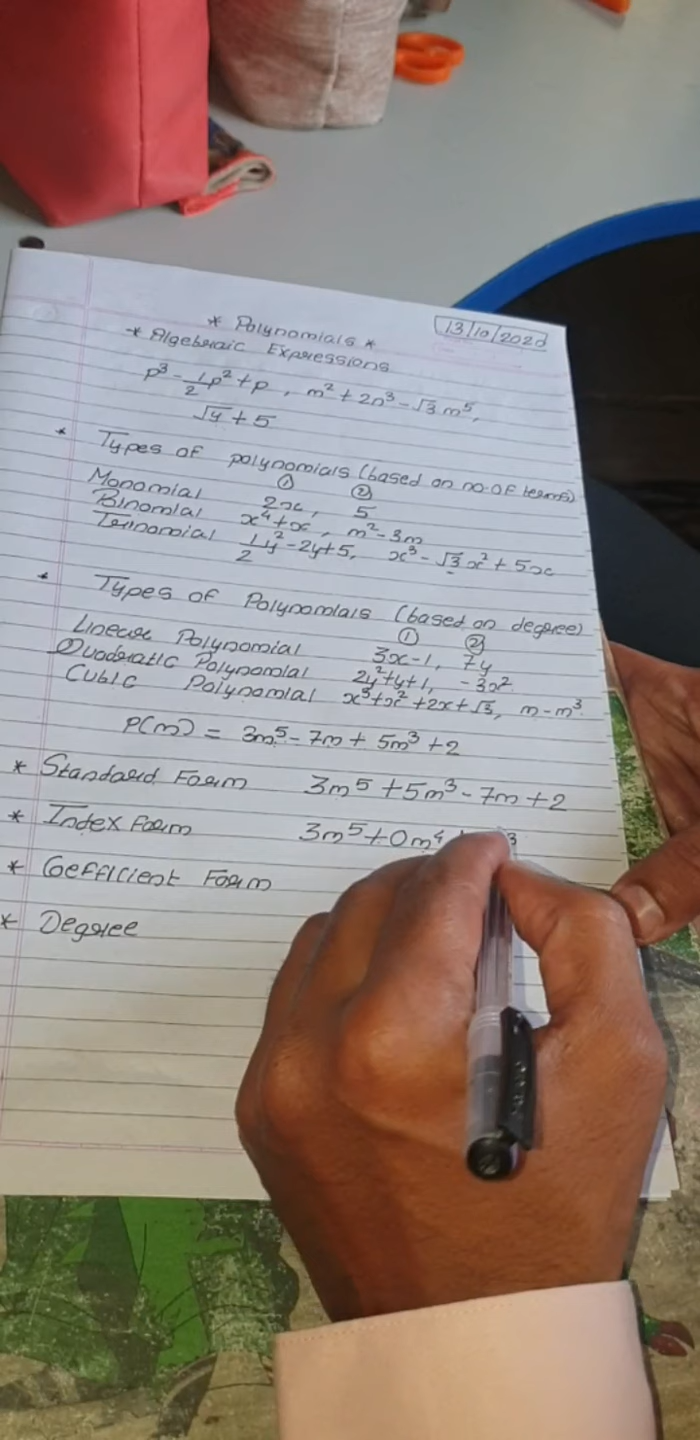 13/10/2020
* Polynomials *
* Algebraic Expressions
p³ - 1/2 p² + p , m² + 2n³ - √3 m⁵,
√y + 5
* Types of polynomials (based on no. of terms)
① ②
Monomial 2x, 5
Binomial x⁴+x, m²-3m
Trinomial 1/2 y²-2y+5, x³-√3 x²+5x
* Types of Polynomials (based on degree)
① ②
Linear Polynomial 3x-1, 7y
Quadratic Polynomial 2y²+y+1, -3x²
Cubic Polynomial x³+x²+2x+√3, m-m³
P(m) = 3m⁵-7m+5m³+2
* Standard Form 3m⁵+5m³-7m+2
* Index Form 3m⁵+0m⁴ 3
* Coefficient Form
* Degree